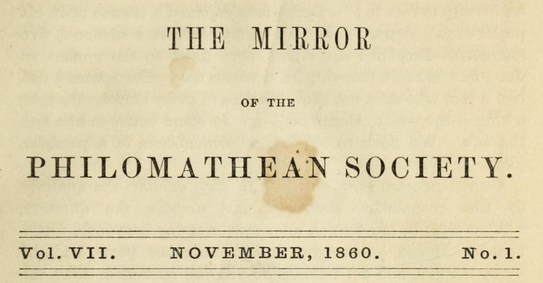 THE MIRROR
OF THE
PHILOMATHEAN SOCIETY.
Vol. VII. NOVEMBER, 1860. No. 1.